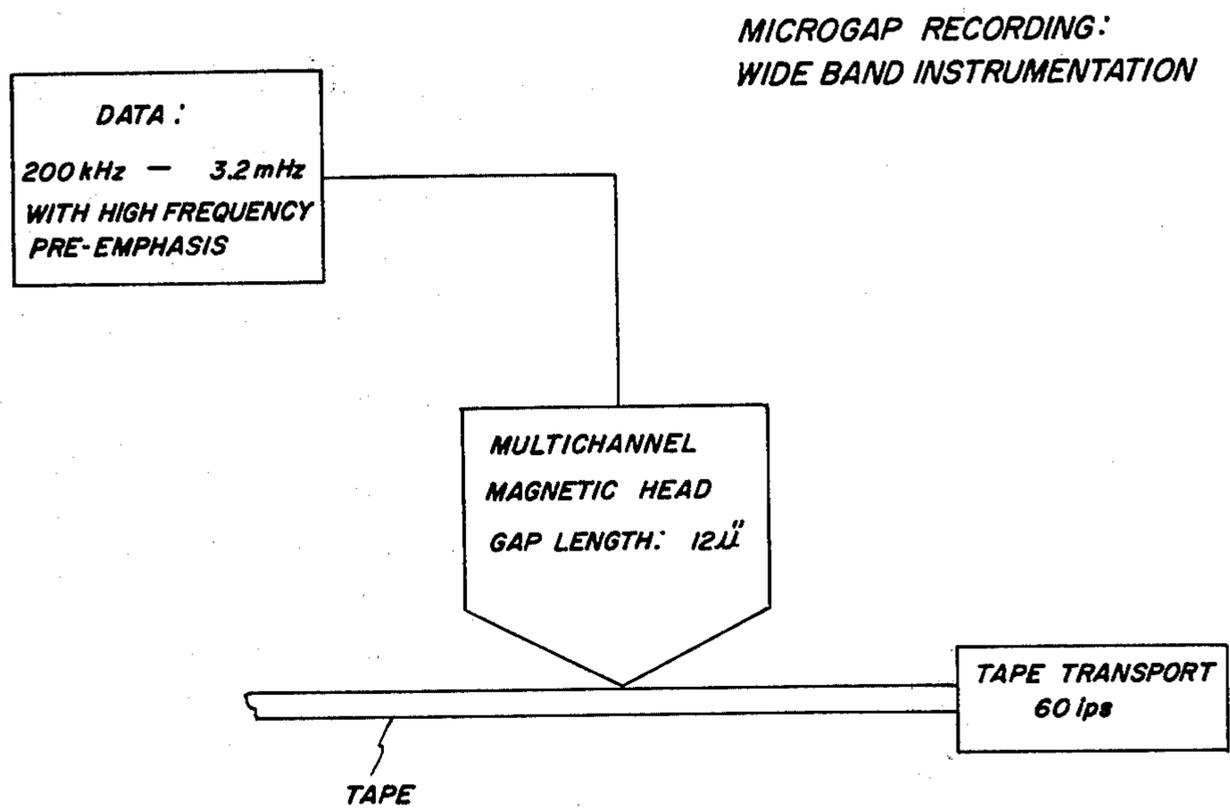 MICROGAP RECORDING:
WIDE BAND INSTRUMENTATION
DATA:
200 kHz — 3.2 mHz
WITH HIGH FREQUENCY
PRE-EMPHASIS
MULTICHANNEL
MAGNETIC HEAD
GAP LENGTH: 12µ"
TAPE TRANSPORT
60 ips
TAPE